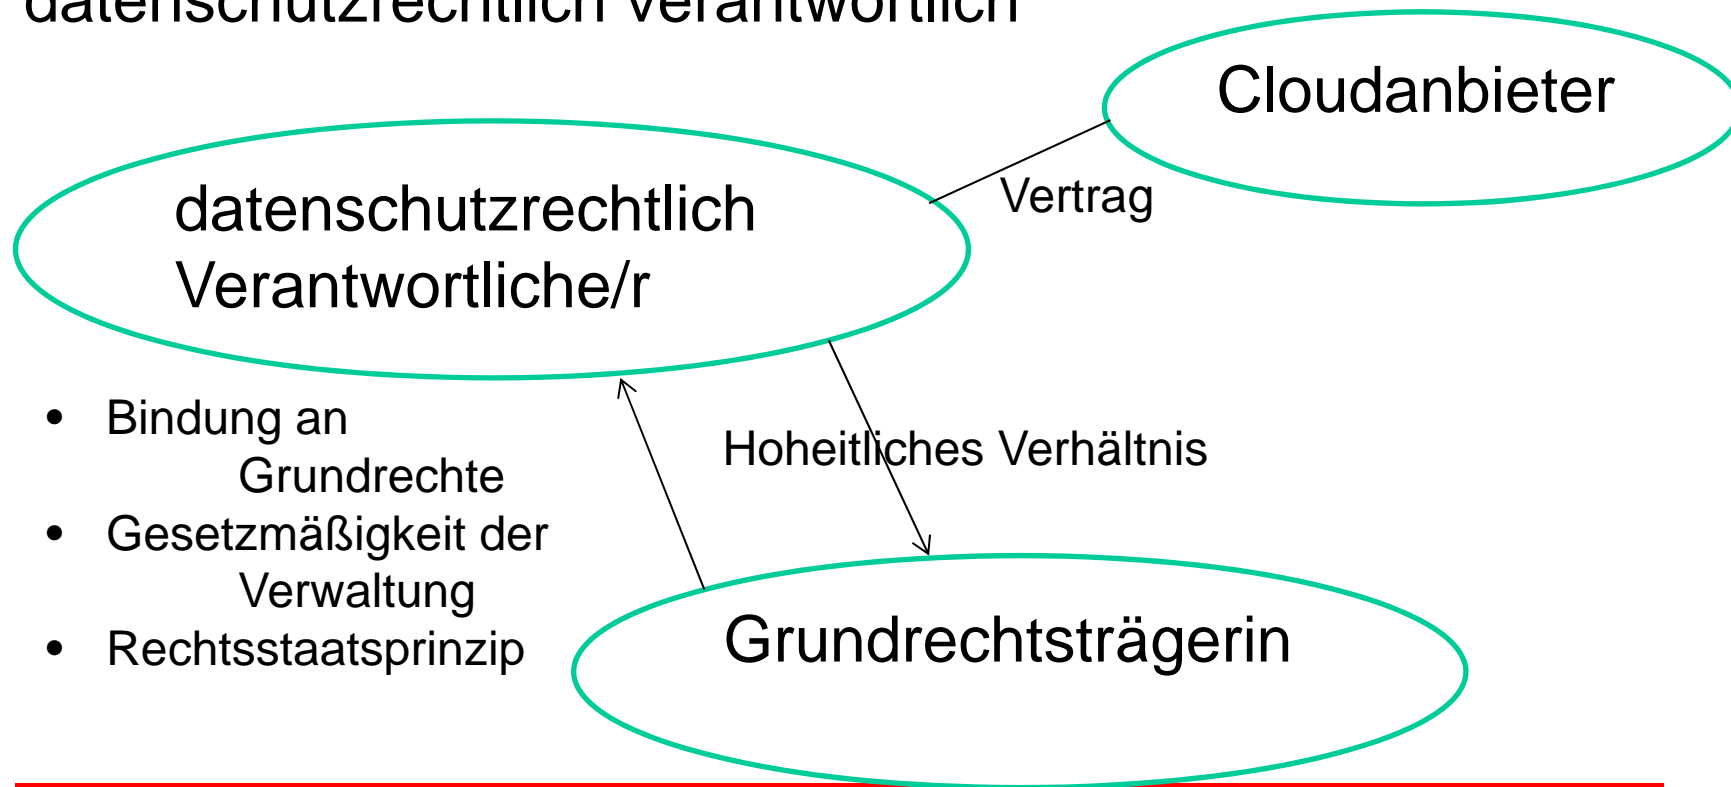 datenschutzrechtlich verantwortlich
Cloudanbieter
datenschutzrechtlich
Verantwortliche/r
Vertrag
• Bindung an
Grundrechte
• Gesetzmäßigkeit der
Verwaltung
• Rechtsstaatsprinzip
Hoheitliches Verhältnis
Grundrechtsträgerin